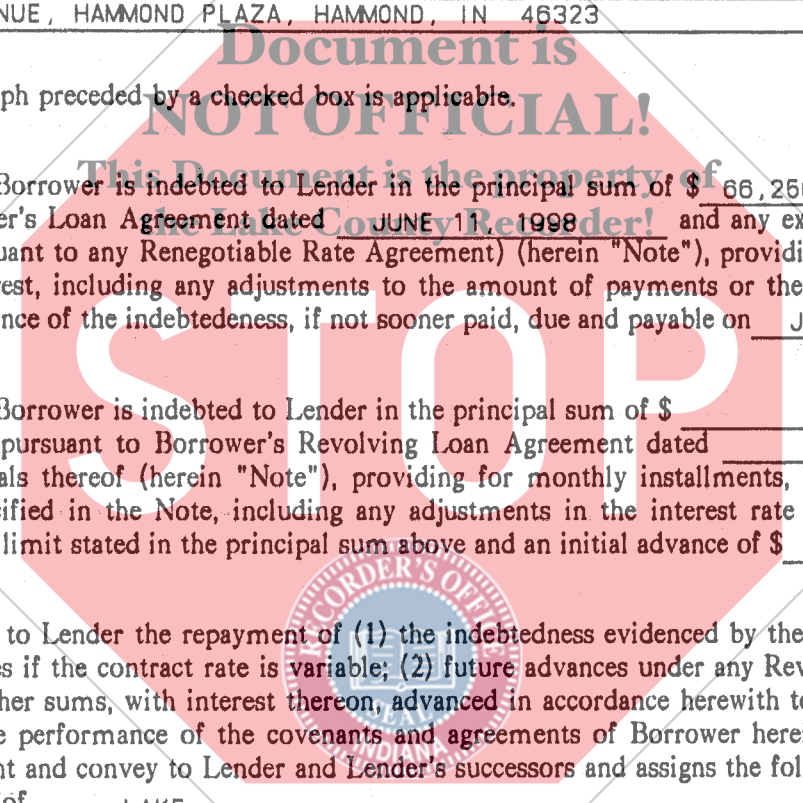 NUE, HAMMOND PLAZA, HAMMOND, IN 46323
Document is
ph preceded by a checked box is applicable.
NOT OFFICIAL!
This Document is the property of
Borrower is indebted to Lender in the principal sum of $ 66,25
er's Loan Agreement dated JUNE 11, 1998 and any ex
the Lake County Recorder!
uant to any Renegotiable Rate Agreement) (herein "Note"), providi
rest, including any adjustments to the amount of payments or the
nce of the indebtedeness, if not sooner paid, due and payable on J
STOP
Borrower is indebted to Lender in the principal sum of $
pursuant to Borrower's Revolving Loan Agreement dated
als thereof (herein "Note"), providing for monthly installments,
ified in the Note, including any adjustments in the interest rate
limit stated in the principal sum above and an initial advance of $
RECORDER'S OFFICE
to Lender the repayment of (1) the indebtedness evidenced by the
es if the contract rate is variable; (2) future advances under any Rev
her sums, with interest thereon, advanced in accordance herewith to
SEAL
e performance of the covenants and agreements of Borrower herei
INDIANA
nt and convey to Lender and Lender's successors and assigns the fol
of LAKE